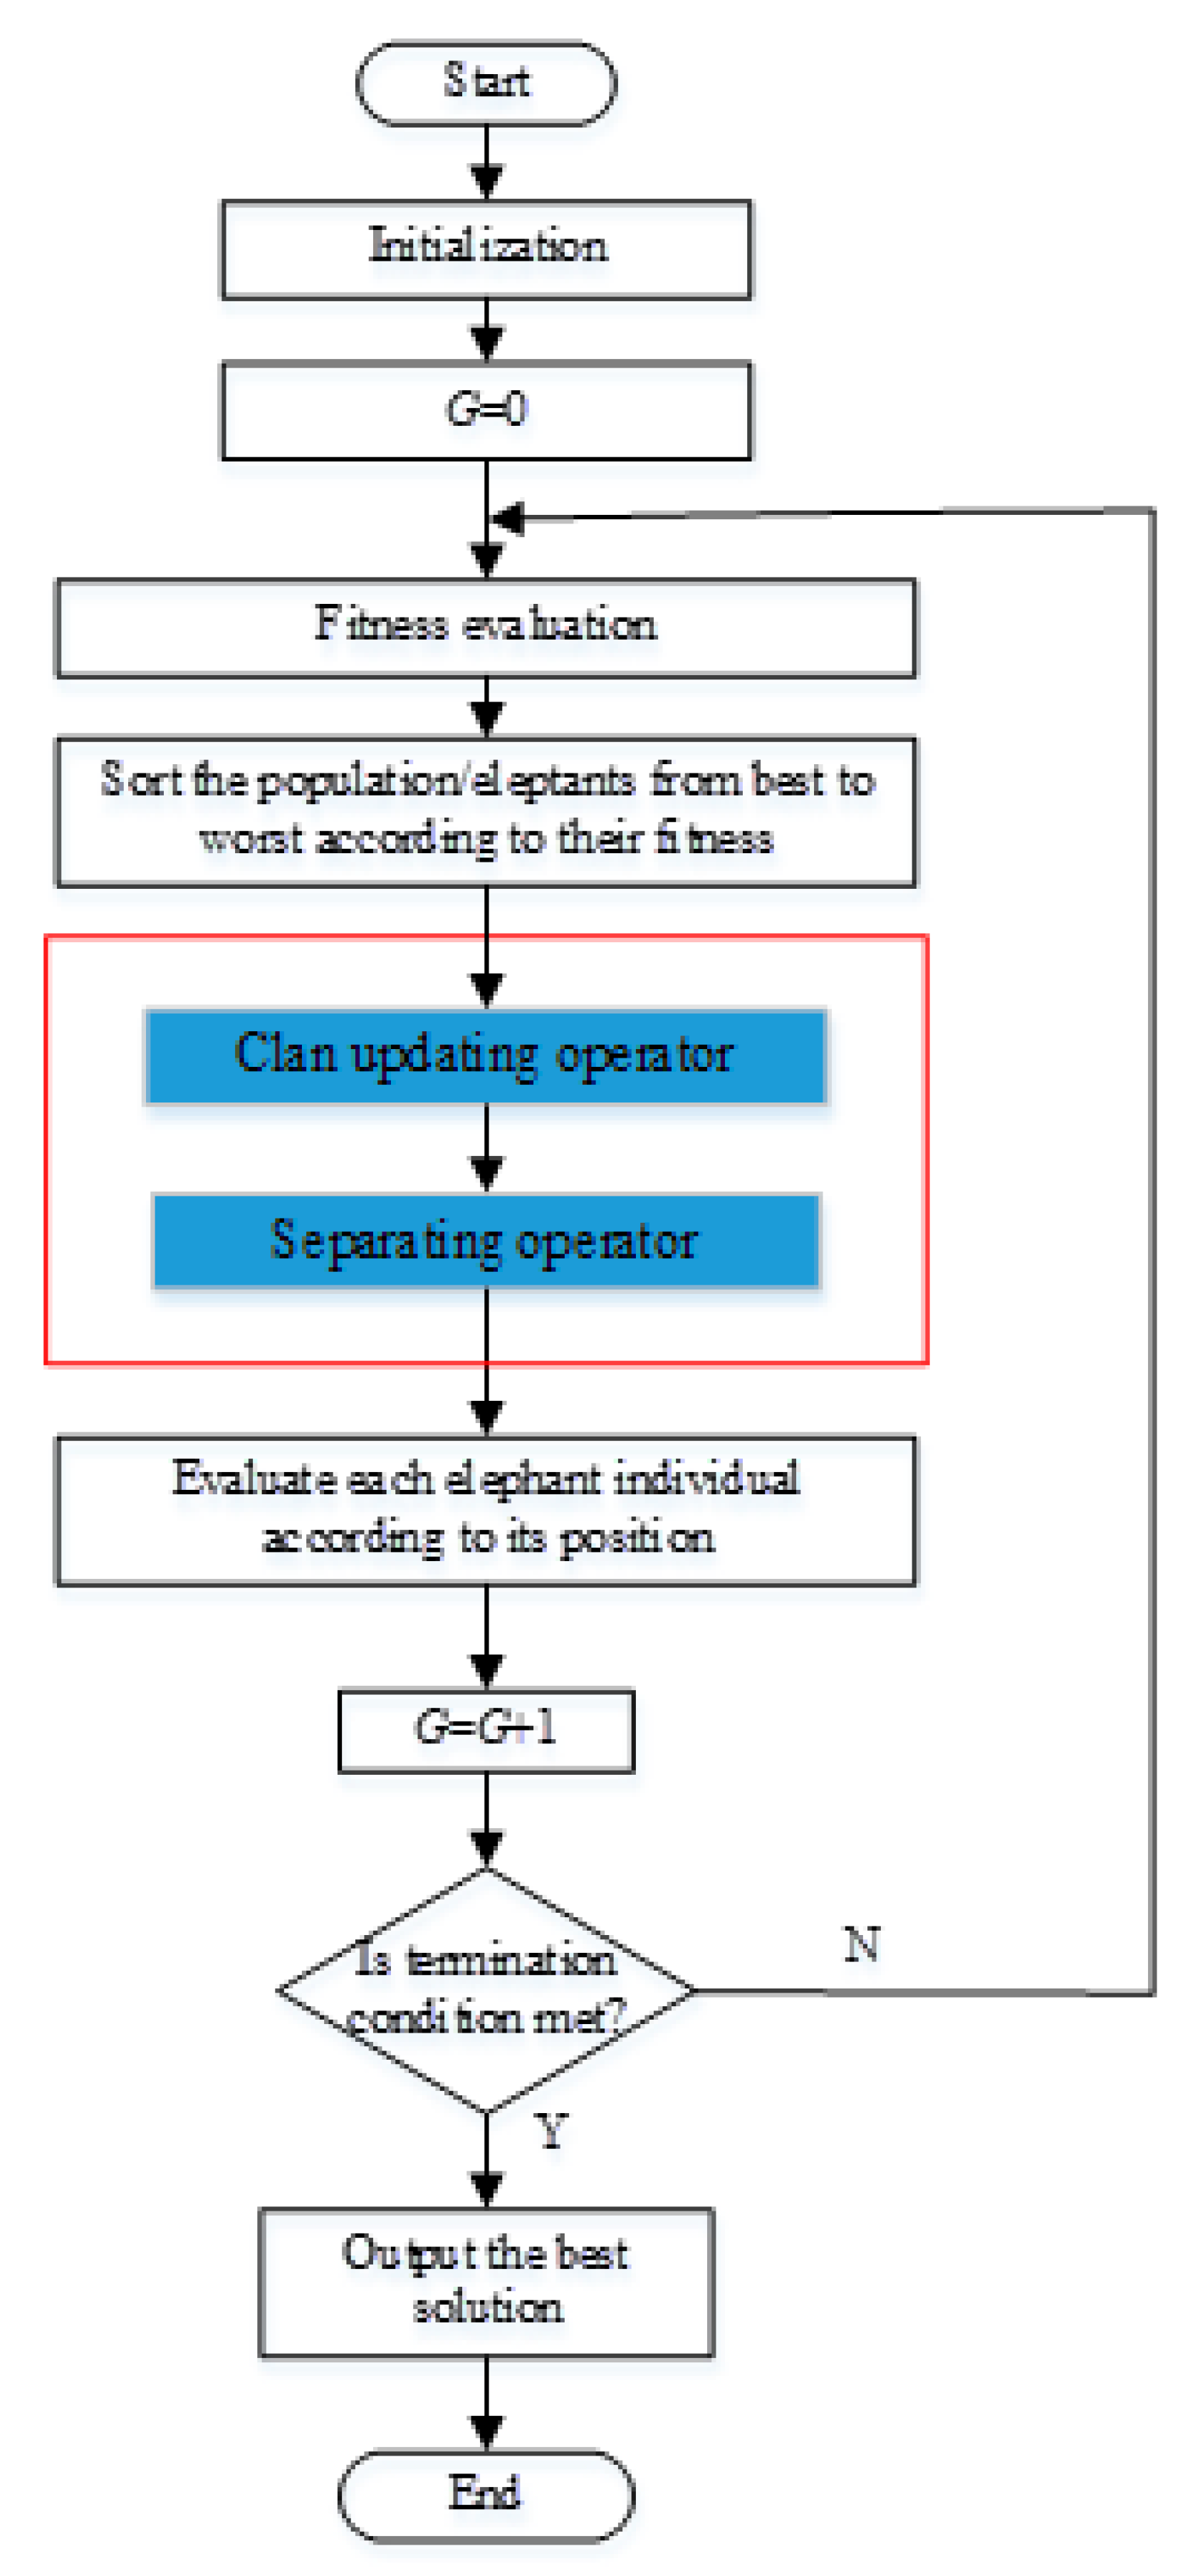 Start
Initialization
G=0
Fitness evaluation
Sort the population/eleptants from best to
worst according to their fitness
Clan updating operator
Separating operator
Evaluate each elephant individual
according to its position
G=G+1
Is termination
condition met?
N
Y
Output the best
solution
End